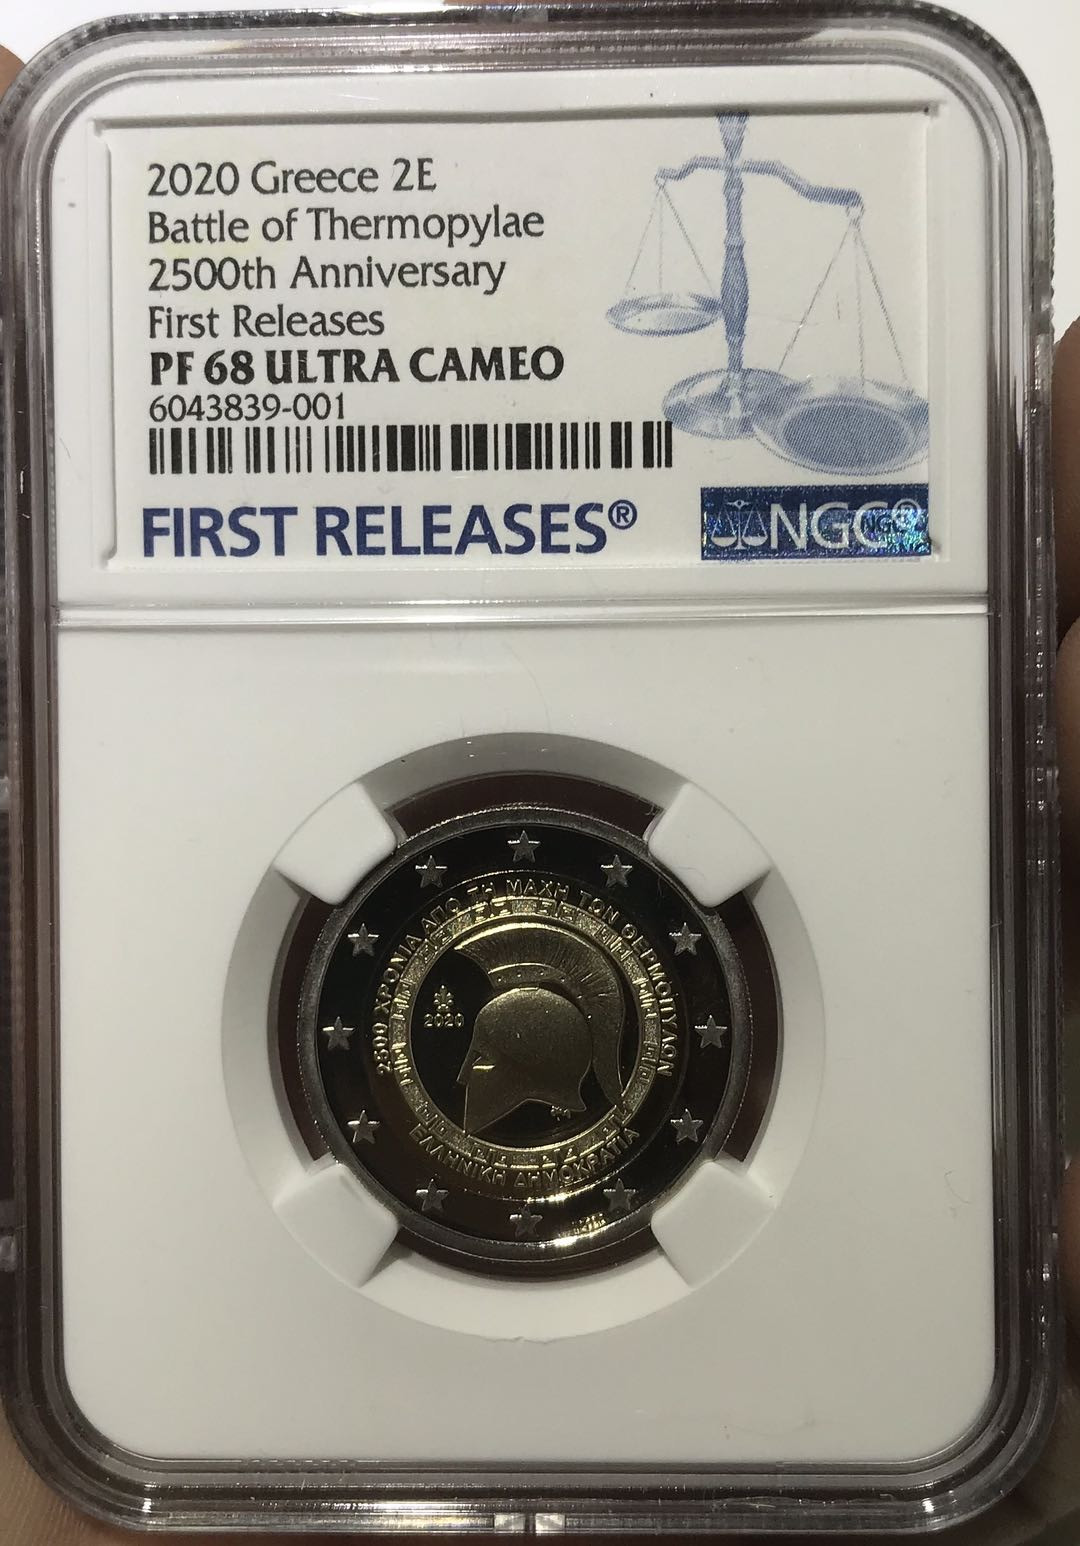 2020 Greece 2E
Battle of Thermopylae
2500th Anniversary
First Releases
PF 68 ULTRA CAMEO
6043839-001
FIRST RELEASES®
NGC®
NGC
2500 ΧΡΟΝΙΑ ΑΠΟ ΤΗ ΜΑΧΗ ΤΩΝ ΘΕΡΜΟΠΥΛΩΝ
2020
ΕΛΛΗΝΙΚΗ ΔΗΜΟΚΡΑΤΙΑ